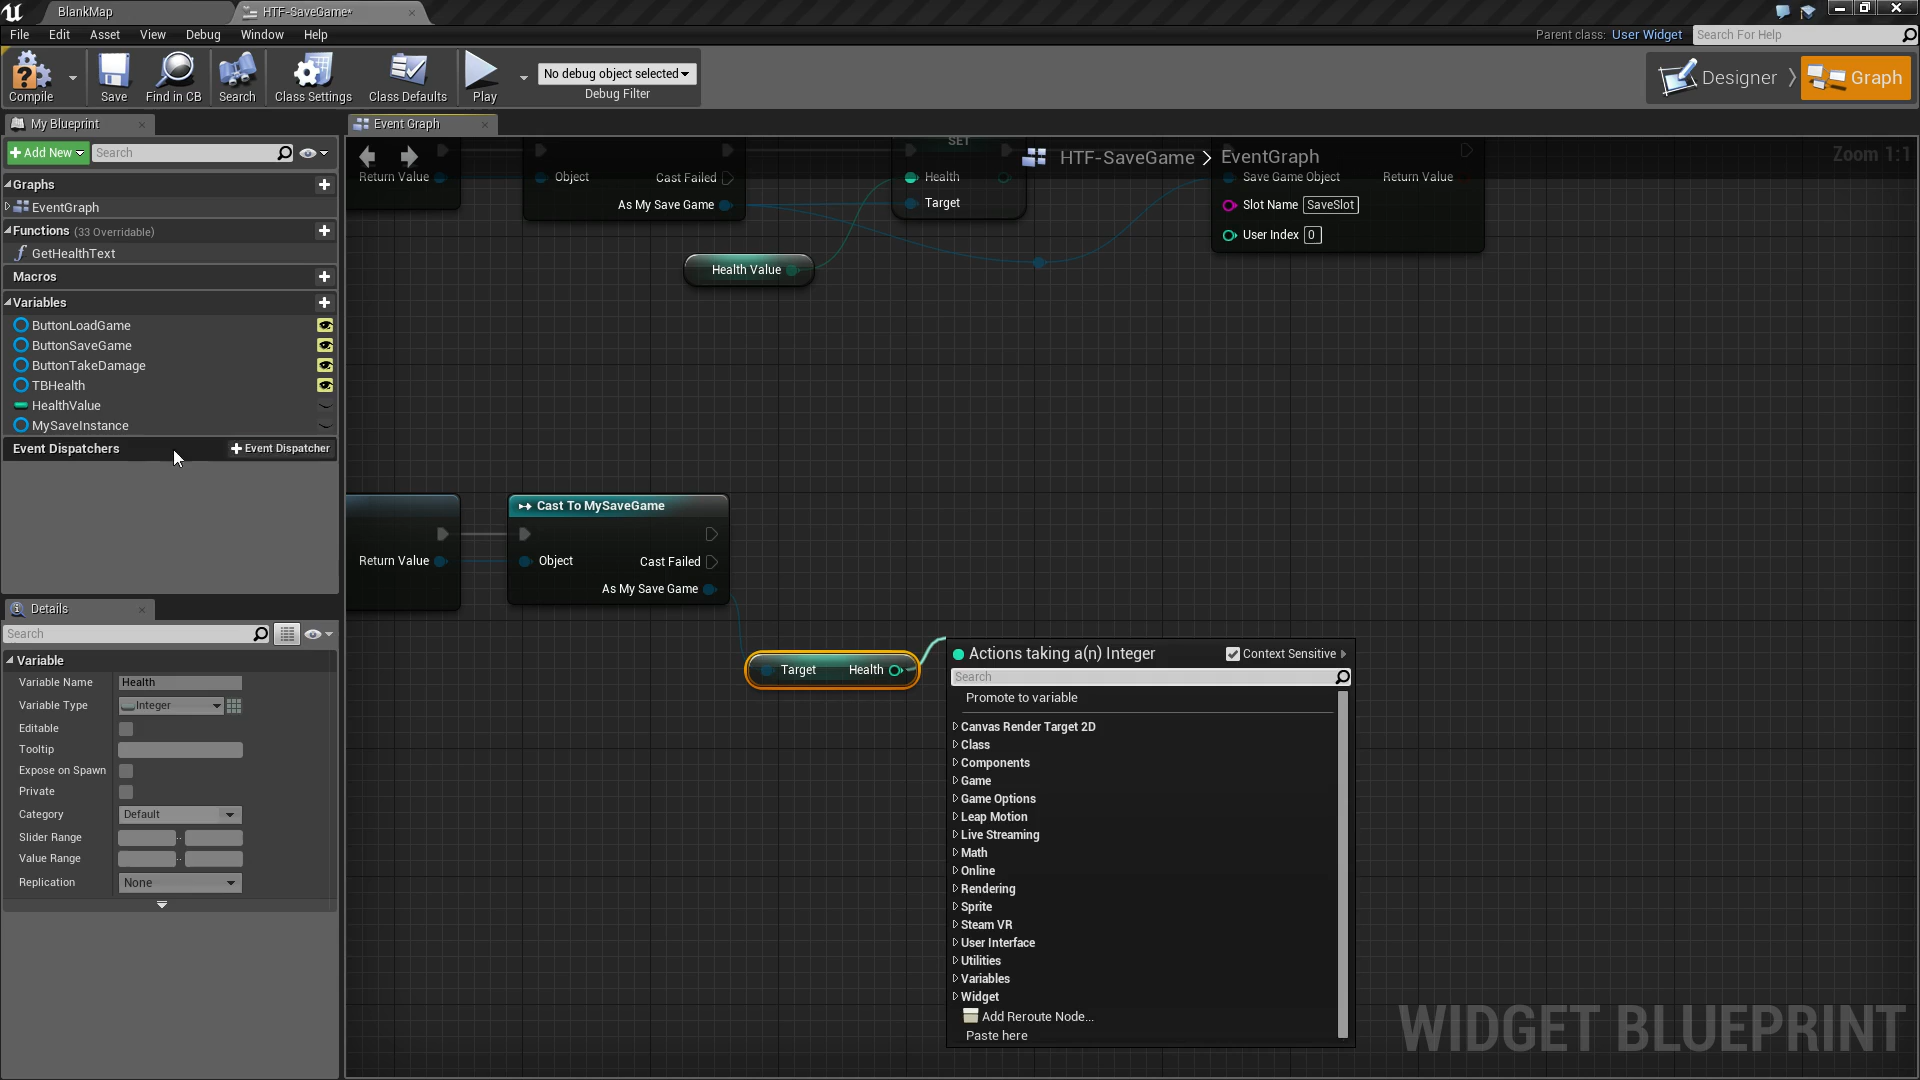 BlankMap
HTF-SaveGame*
File Edit Asset View Debug Window Help
Parent class: User Widget
Search For Help
Compile
Save
Find in CB
Search
Class Settings
Class Defaults
Play
No debug object selected
Debug Filter
Designer
Graph
My Blueprint
Event Graph
Add New
Search
HTF-SaveGame > EventGraph
Zoom 1:1
Graphs
EventGraph
Functions (33 Overridable)
GetHealthText
Macros
Variables
ButtonLoadGame
ButtonSaveGame
ButtonTakeDamage
TBHealth
HealthValue
MySaveInstance
Event Dispatchers
Event Dispatcher
Return Value
Object
Cast Failed
As My Save Game
SET
Health
Target
Save Game Object
Return Value
Slot Name SaveSlot
User Index 0
Health Value
Return Value
Cast To MySaveGame
Object
Cast Failed
As My Save Game
Target Health
Actions taking a(n) Integer
Context Sensitive
Search
Promote to variable
Canvas Render Target 2D
Class
Components
Game
Game Options
Leap Motion
Live Streaming
Math
Online
Rendering
Sprite
Steam VR
User Interface
Utilities
Variables
Widget
Add Reroute Node...
Paste here
Details
Search
Variable
Variable Name Health
Variable Type Integer
Editable
Tooltip
Expose on Spawn
Private
Category Default
Slider Range
Value Range
Replication None
WIDGET BLUEPRINT